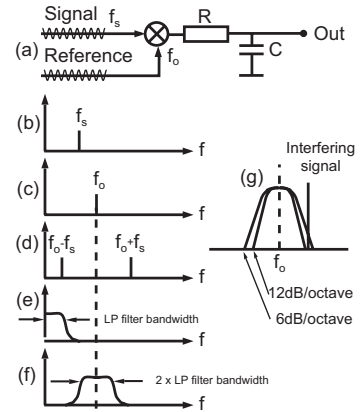 Signal
f_s
R
Out
(a)
C
Reference
f_o
(b)
f_s
f
(c)
f_o
f
(d)
f_o-f_s
f_o+f_s
f
(e)
LP filter bandwidth
f
(f)
2 x LP filter bandwidth
f
Interfering
signal
(g)
f_o
12dB/octave
6dB/octave